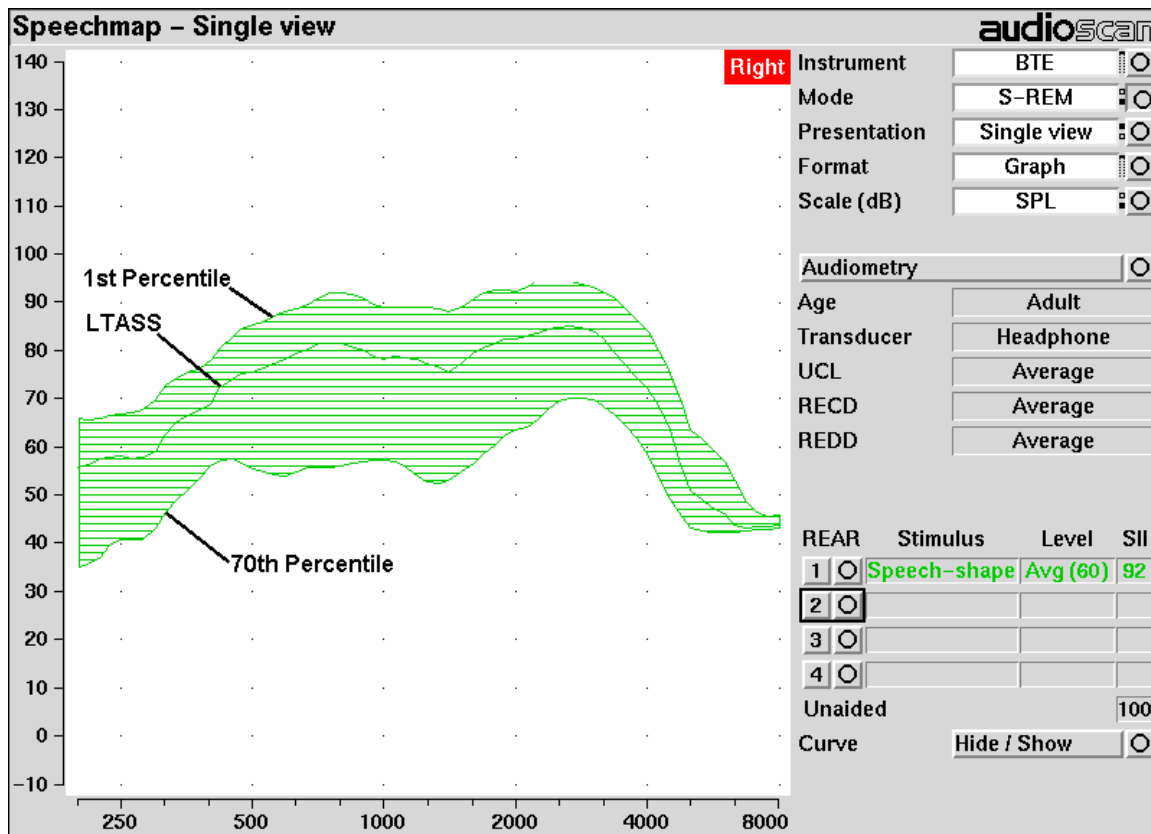 Speechmap – Single view
audioscan
140
130
120
110
100
90
80
70
60
50
40
30
20
10
0
–10
250 500 1000 2000 4000 8000
Right
1st Percentile
LTASS
70th Percentile
Instrument BTE
Mode S–REM
Presentation Single view
Format Graph
Scale (dB) SPL
Audiometry
Age Adult
Transducer Headphone
UCL Average
RECD Average
REDD Average
REAR Stimulus Level SII
1 Speech–shape Avg (60) 92
2
3
4
Unaided 100
Curve Hide / Show